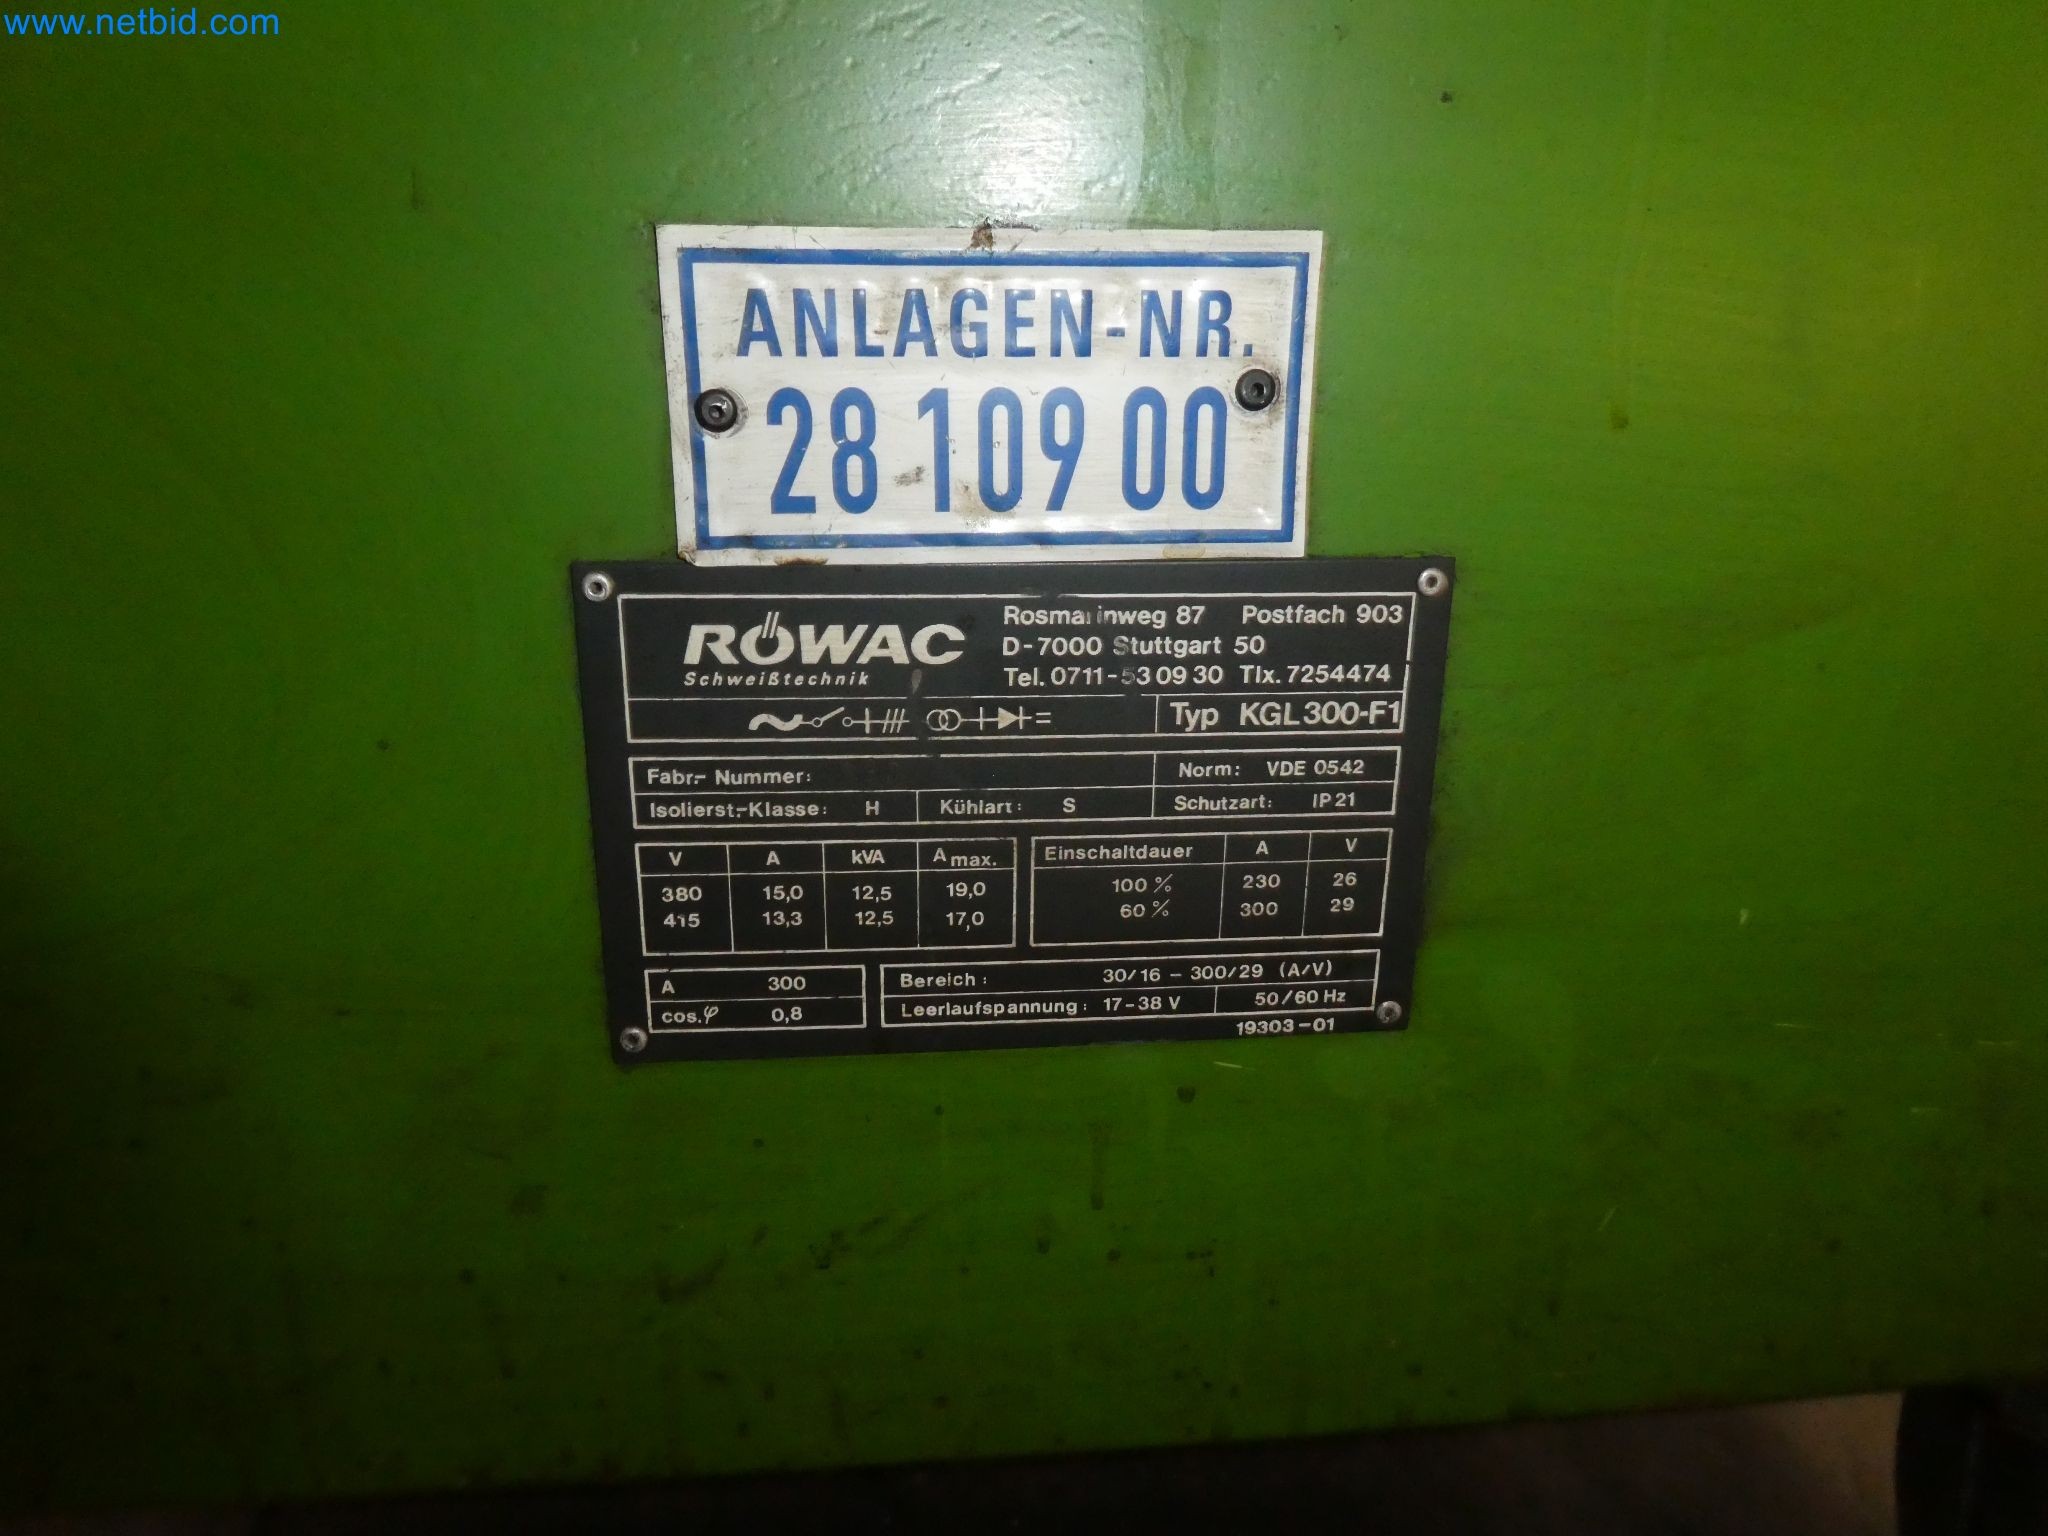 www.netbid.com
ANLAGEN-NR.
28 109 00
RÖWAC
Schweißtechnik
Rosmarinweg 87 Postfach 903
D-7000 Stuttgart 50
Tel. 0711-53 09 30 Tlx. 7254474
Typ KGL 300-F1
Fabr.- Nummer:
Norm: VDE 0542
Isolierst.-Klasse: H Kühlart: S Schutzart: IP 21
V A kVA A max.
380 15,0 12,5 19,0
415 13,3 12,5 17,0
Einschaltdauer A V
100 % 230 26
60 % 300 29
A 300
cos. φ 0,8
Bereich: 30/16 - 300/29 (A/V)
Leerlaufspannung: 17-38 V 50/60 Hz
19303-01